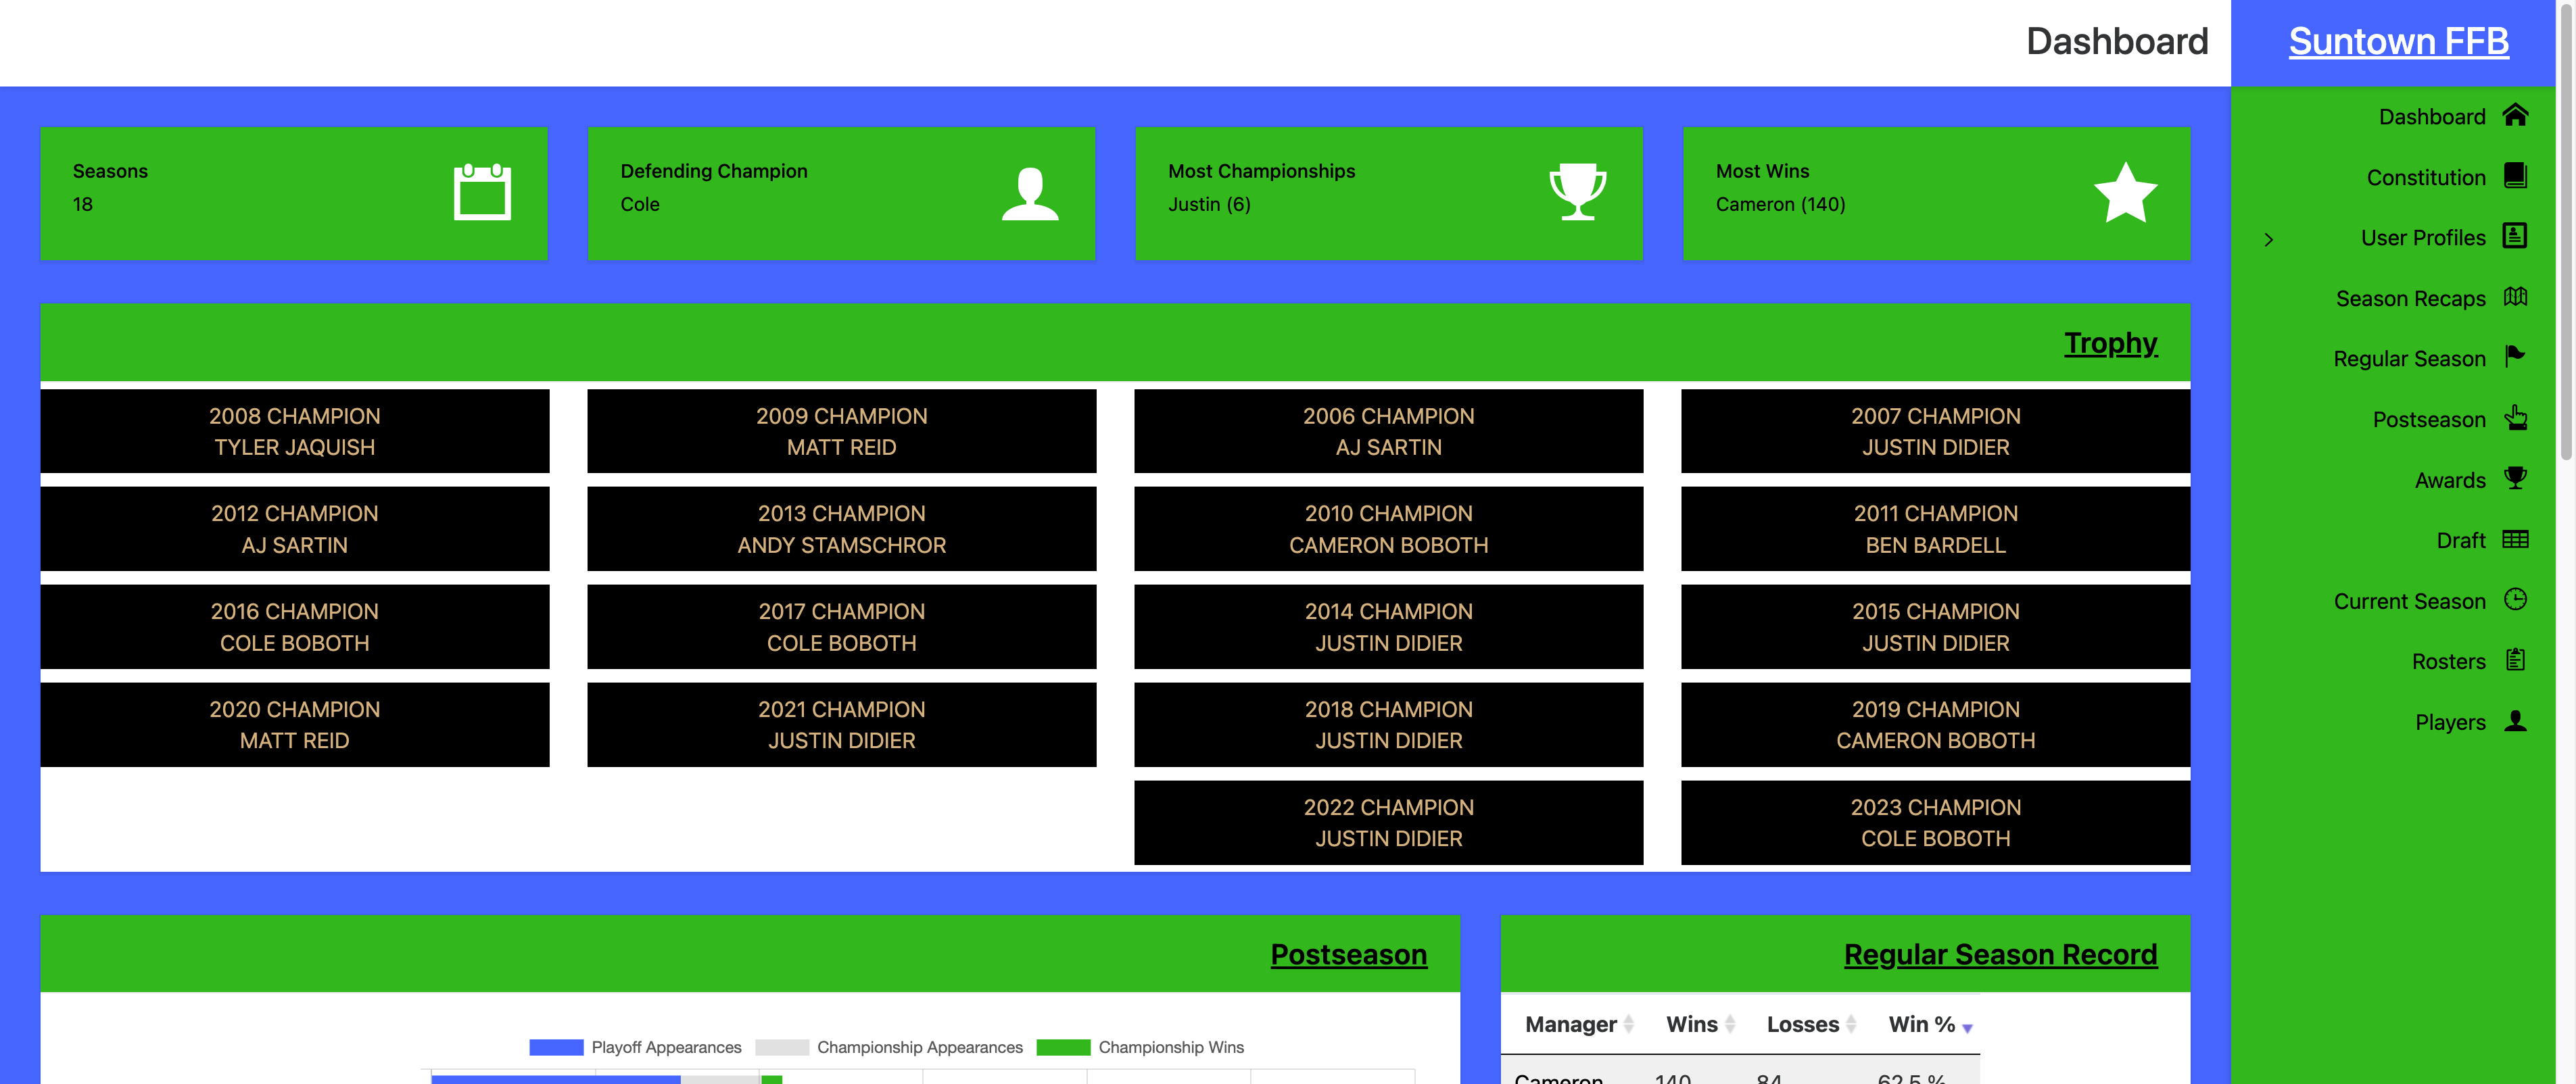 Dashboard
Suntown FFB
Dashboard
Constitution
User Profiles
Season Recaps
Regular Season
Postseason
Awards
Draft
Current Season
Rosters
Players
Seasons
18
Defending Champion
Cole
Most Championships
Justin (6)
Most Wins
Cameron (140)
Trophy
2008 CHAMPION
TYLER JAQUISH
2009 CHAMPION
MATT REID
2006 CHAMPION
AJ SARTIN
2007 CHAMPION
JUSTIN DIDIER
2012 CHAMPION
AJ SARTIN
2013 CHAMPION
ANDY STAMSCHROR
2010 CHAMPION
CAMERON BOBOTH
2011 CHAMPION
BEN BARDELL
2016 CHAMPION
COLE BOBOTH
2017 CHAMPION
COLE BOBOTH
2014 CHAMPION
JUSTIN DIDIER
2015 CHAMPION
JUSTIN DIDIER
2020 CHAMPION
MATT REID
2021 CHAMPION
JUSTIN DIDIER
2018 CHAMPION
JUSTIN DIDIER
2019 CHAMPION
CAMERON BOBOTH
2022 CHAMPION
JUSTIN DIDIER
2023 CHAMPION
COLE BOBOTH
Postseason
Playoff Appearances Championship Appearances Championship Wins
Regular Season Record
Manager Wins Losses Win %
Cameron 140 84 62.5 %